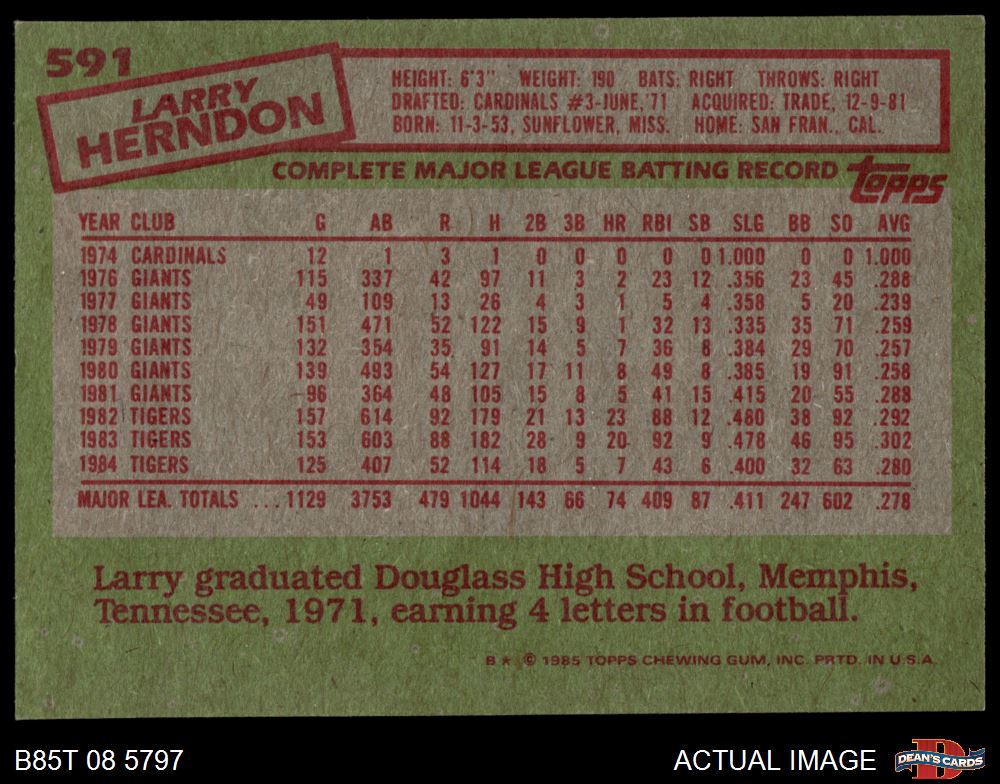 591
LARRY
HERNDON
HEIGHT: 6'3" WEIGHT: 190 BATS: RIGHT THROWS: RIGHT
DRAFTED: CARDINALS #3-JUNE,'71 ACQUIRED: TRADE, 12-9-81
BORN: 11-3-53, SUNFLOWER, MISS. HOME: SAN FRAN., CAL.
COMPLETE MAJOR LEAGUE BATTING RECORD topps
YEAR CLUB G AB R H 2B 3B HR RBI SB SLG BB SO AVG
1974 CARDINALS 12 1 3 1 0 0 0 0 0 1.000 0 0 1.000
1976 GIANTS 115 337 42 97 11 3 2 23 12 .356 23 45 .288
1977 GIANTS 49 109 13 26 4 3 1 5 4 .358 5 20 .239
1978 GIANTS 151 471 52 122 15 9 1 32 13 .335 35 71 .259
1979 GIANTS 132 354 35 91 14 5 7 36 8 .384 29 70 .257
1980 GIANTS 139 493 54 127 17 11 8 49 8 .385 19 91 .258
1981 GIANTS 96 364 48 105 15 8 5 41 15 .415 20 55 .288
1982 TIGERS 157 614 92 179 21 13 23 88 12 .480 38 92 .292
1983 TIGERS 153 603 88 182 28 9 20 92 9 .478 46 95 .302
1984 TIGERS 125 407 52 114 18 5 7 43 6 .400 32 63 .280
MAJOR LEA. TOTALS ... 1129 3753 479 1044 143 66 74 409 87 .411 247 602 .278
Larry graduated Douglass High School, Memphis,
Tennessee, 1971, earning 4 letters in football.
B ★ © 1985 TOPPS CHEWING GUM, INC. PRTD. IN U.S.A.
B85T 08 5797
ACTUAL IMAGE
DEAN'S CARDS